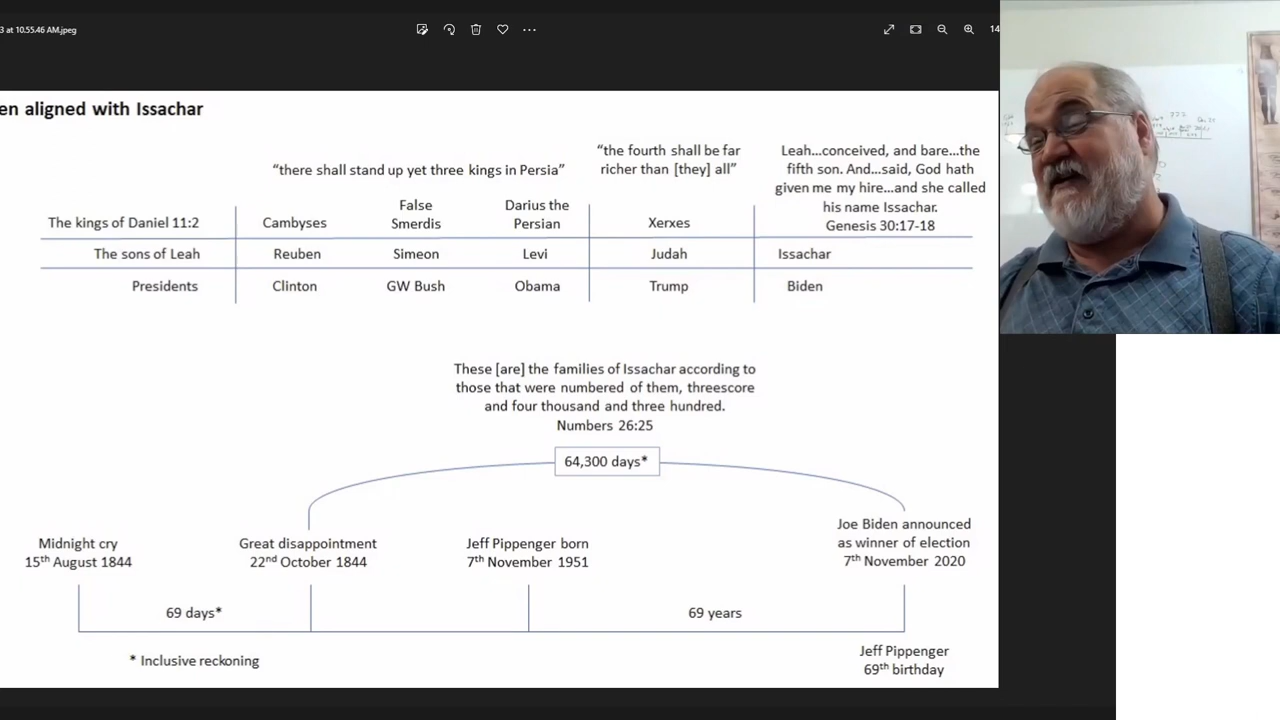 3 at 10.55.46 AM.jpeg
14
en aligned with Issachar
"there shall stand up yet three kings in Persia"
"the fourth shall be far
richer than [they] all"
Leah...conceived, and bare...the
fifth son. And...said, God hath
given me my hire...and she called
his name Issachar.
Genesis 30:17-18
The kings of Daniel 11:2
Cambyses
False
Smerdis
Darius the
Persian
Xerxes
The sons of Leah
Reuben
Simeon
Levi
Judah
Issachar
Presidents
Clinton
GW Bush
Obama
Trump
Biden
These [are] the families of Issachar according to
those that were numbered of them, threescore
and four thousand and three hundred.
Numbers 26:25
64,300 days*
Midnight cry
15th August 1844
Great disappointment
22nd October 1844
Jeff Pippenger born
7th November 1951
Joe Biden announced
as winner of election
7th November 2020
69 days*
69 years
* Inclusive reckoning
Jeff Pippenger
69th birthday